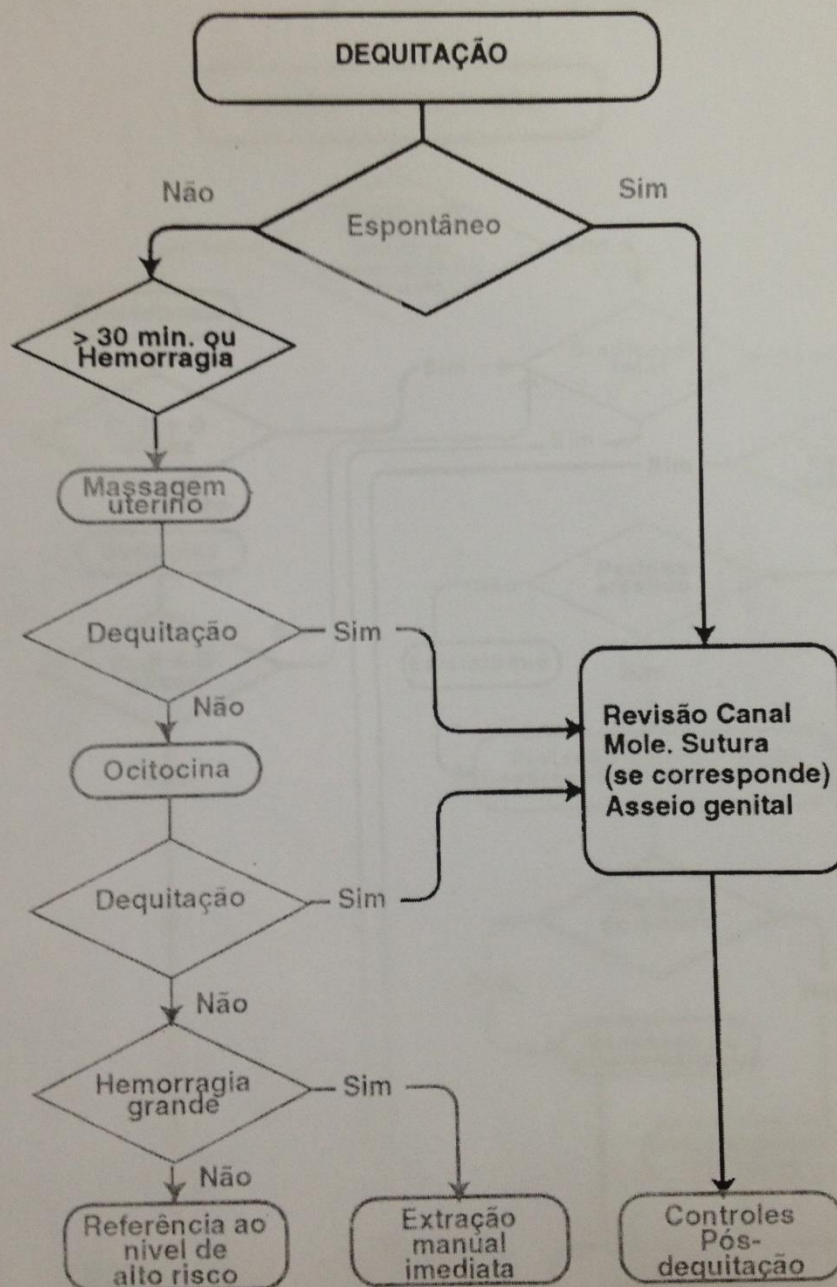 DEQUITAÇÃO
Não
Sim
Espontâneo
> 30 min. ou
Hemorragia
Massagem
uterino
Dequitação
Sim
Não
Revisão Canal
Mole. Sutura
(se corresponde)
Asseio genital
Ocitocina
Dequitação
Sim
Não
Hemorragia
grande
Sim
Não
Referência ao
nivel de
alto risco
Extração
manual
imediata
Controles
Pós-
dequitação